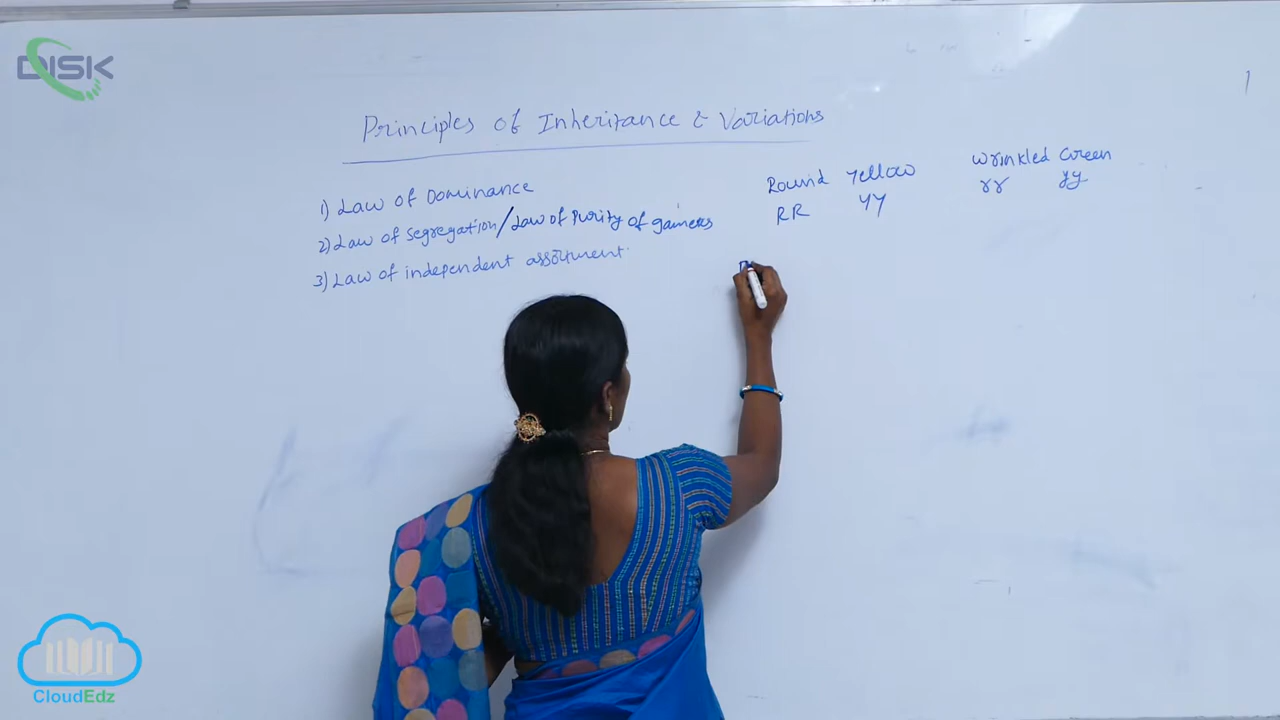 DISK
Principles of Inheritance & Variations
1) Law of Dominance
2) Law of segregation/Law of Purity of gametes
3) Law of independent assortment
Round Yellow
RR YY
Wrinkled Green
rr yy
CloudEdz